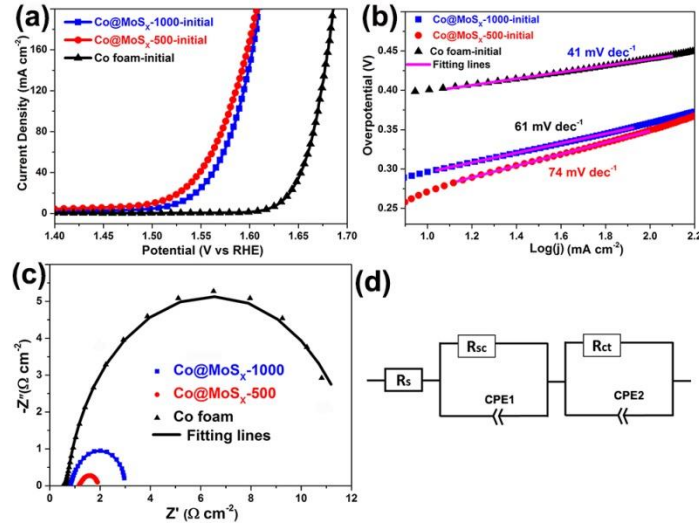 (a)
Co@MoSX-1000-initial
Co@MoSX-500-initial
Co foam-initial
Current Density (mA cm-2)
160
120
80
40
0
1.40 1.45 1.50 1.55 1.60 1.65 1.70
Potential (V vs RHE)
(b)
Co@MoSX-1000-initial
Co@MoSX-500-initial
Co foam-initial
Fitting lines
41 mV dec-1
61 mV dec-1
74 mV dec-1
Overpotential (V)
0.45
0.40
0.35
0.30
0.25
1.0 1.2 1.4 1.6 1.8 2.0 2.2
Log(j) (mA cm-2)
(c)
Co@MoSX-1000
Co@MoSX-500
Co foam
Fitting lines
-Z"(Ω cm-2)
5
4
3
2
1
0
0 2 4 6 8 10 12
Z' (Ω cm-2)
(d)
Rs
Rsc
CPE1
Rct
CPE2